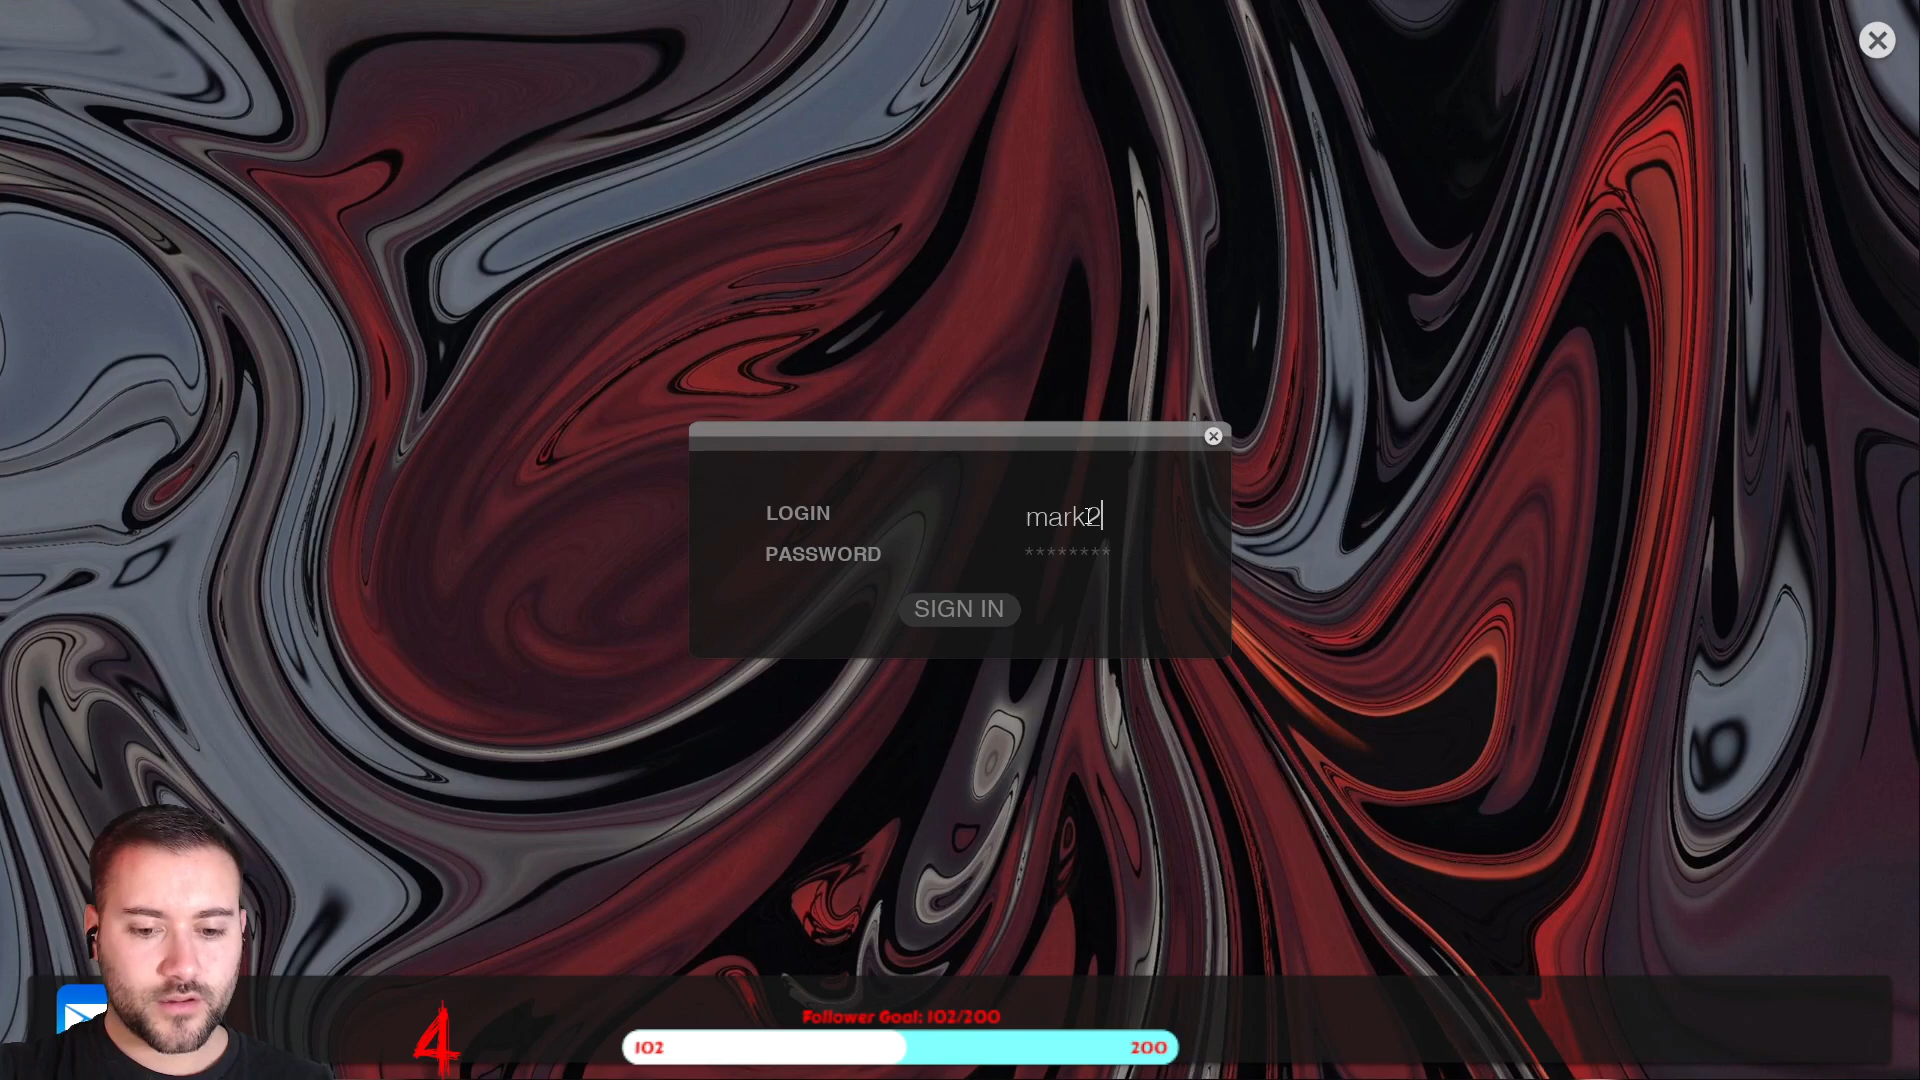 LOGIN mark2
PASSWORD ********
SIGN IN
4
Follower Goal: 102/200
102 200